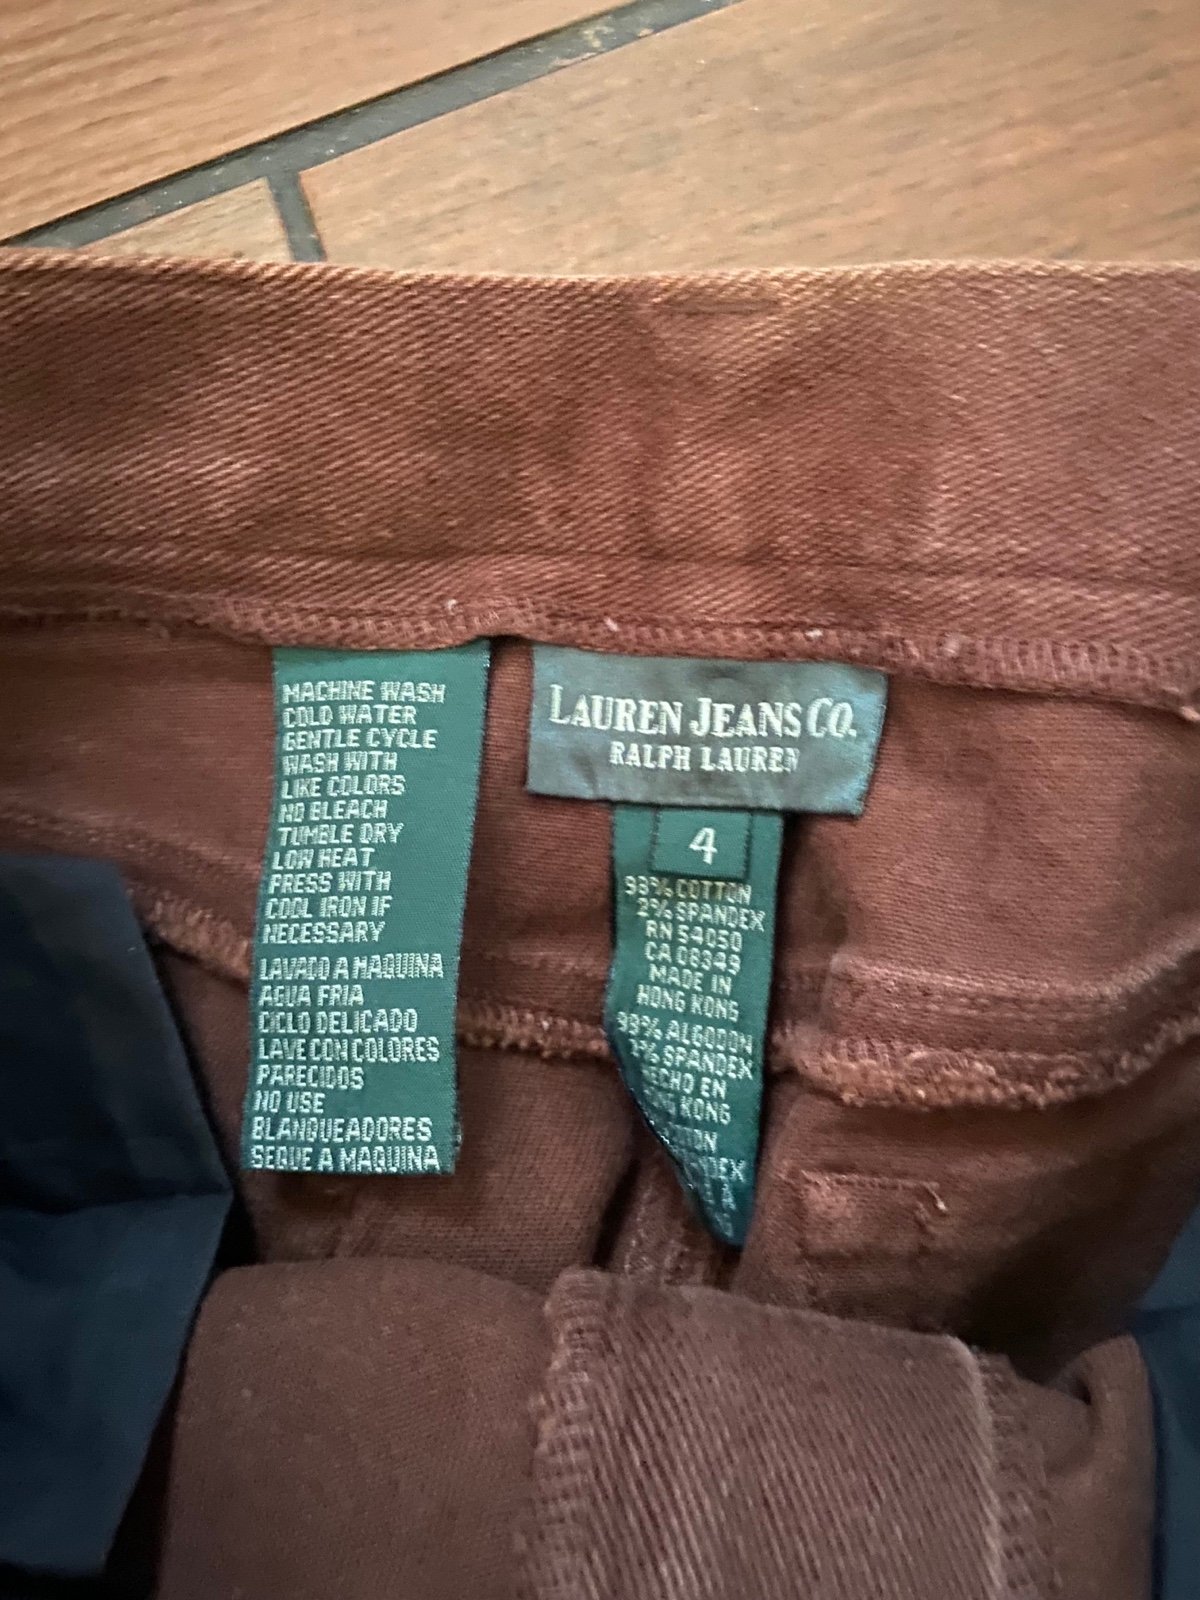 MACHINE WASH
COLD WATER
GENTLE CYCLE
WASH WITH
LIKE COLORS
NO BLEACH
TUMBLE DRY
LOW HEAT
PRESS WITH
COOL IRON IF
NECESSARY
LAVADO A MAQUINA
AGUA FRIA
CICLO DELICADO
LAVE CON COLORES
PARECIDOS
NO USE
BLANQUEADORES
SEQUE A MAQUINA
LAUREN JEANS CO.
RALPH LAUREN
4
98% COTTON
2% SPANDEX
RN 54050
CA 08349
MADE IN
HONG KONG
ALGODON
SPANDEX
HECHO EN
KONG